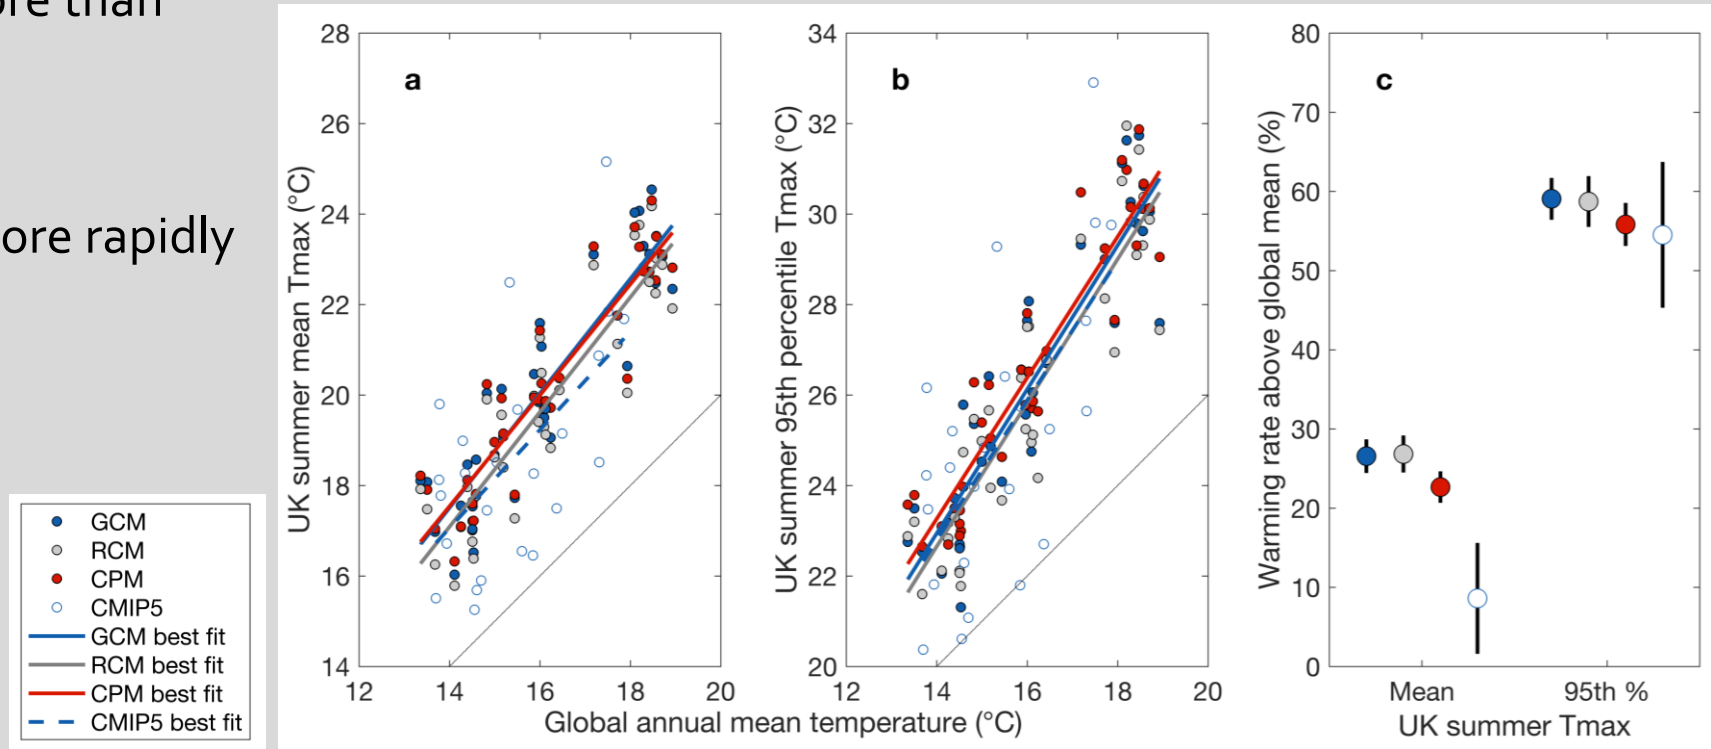 ore than
ore rapidly
GCM
RCM
CPM
CMIP5
GCM best fit
RCM best fit
CPM best fit
CMIP5 best fit
a
UK summer mean Tmax (°C)
28
26
24
22
20
18
16
14
12 14 16 18 20
b
UK summer 95th percentile Tmax (°C)
34
32
30
28
26
24
22
20
12 14 16 18 20
Global annual mean temperature (°C)
c
Warming rate above global mean (%)
80
70
60
50
40
30
20
10
0
Mean 95th %
UK summer Tmax